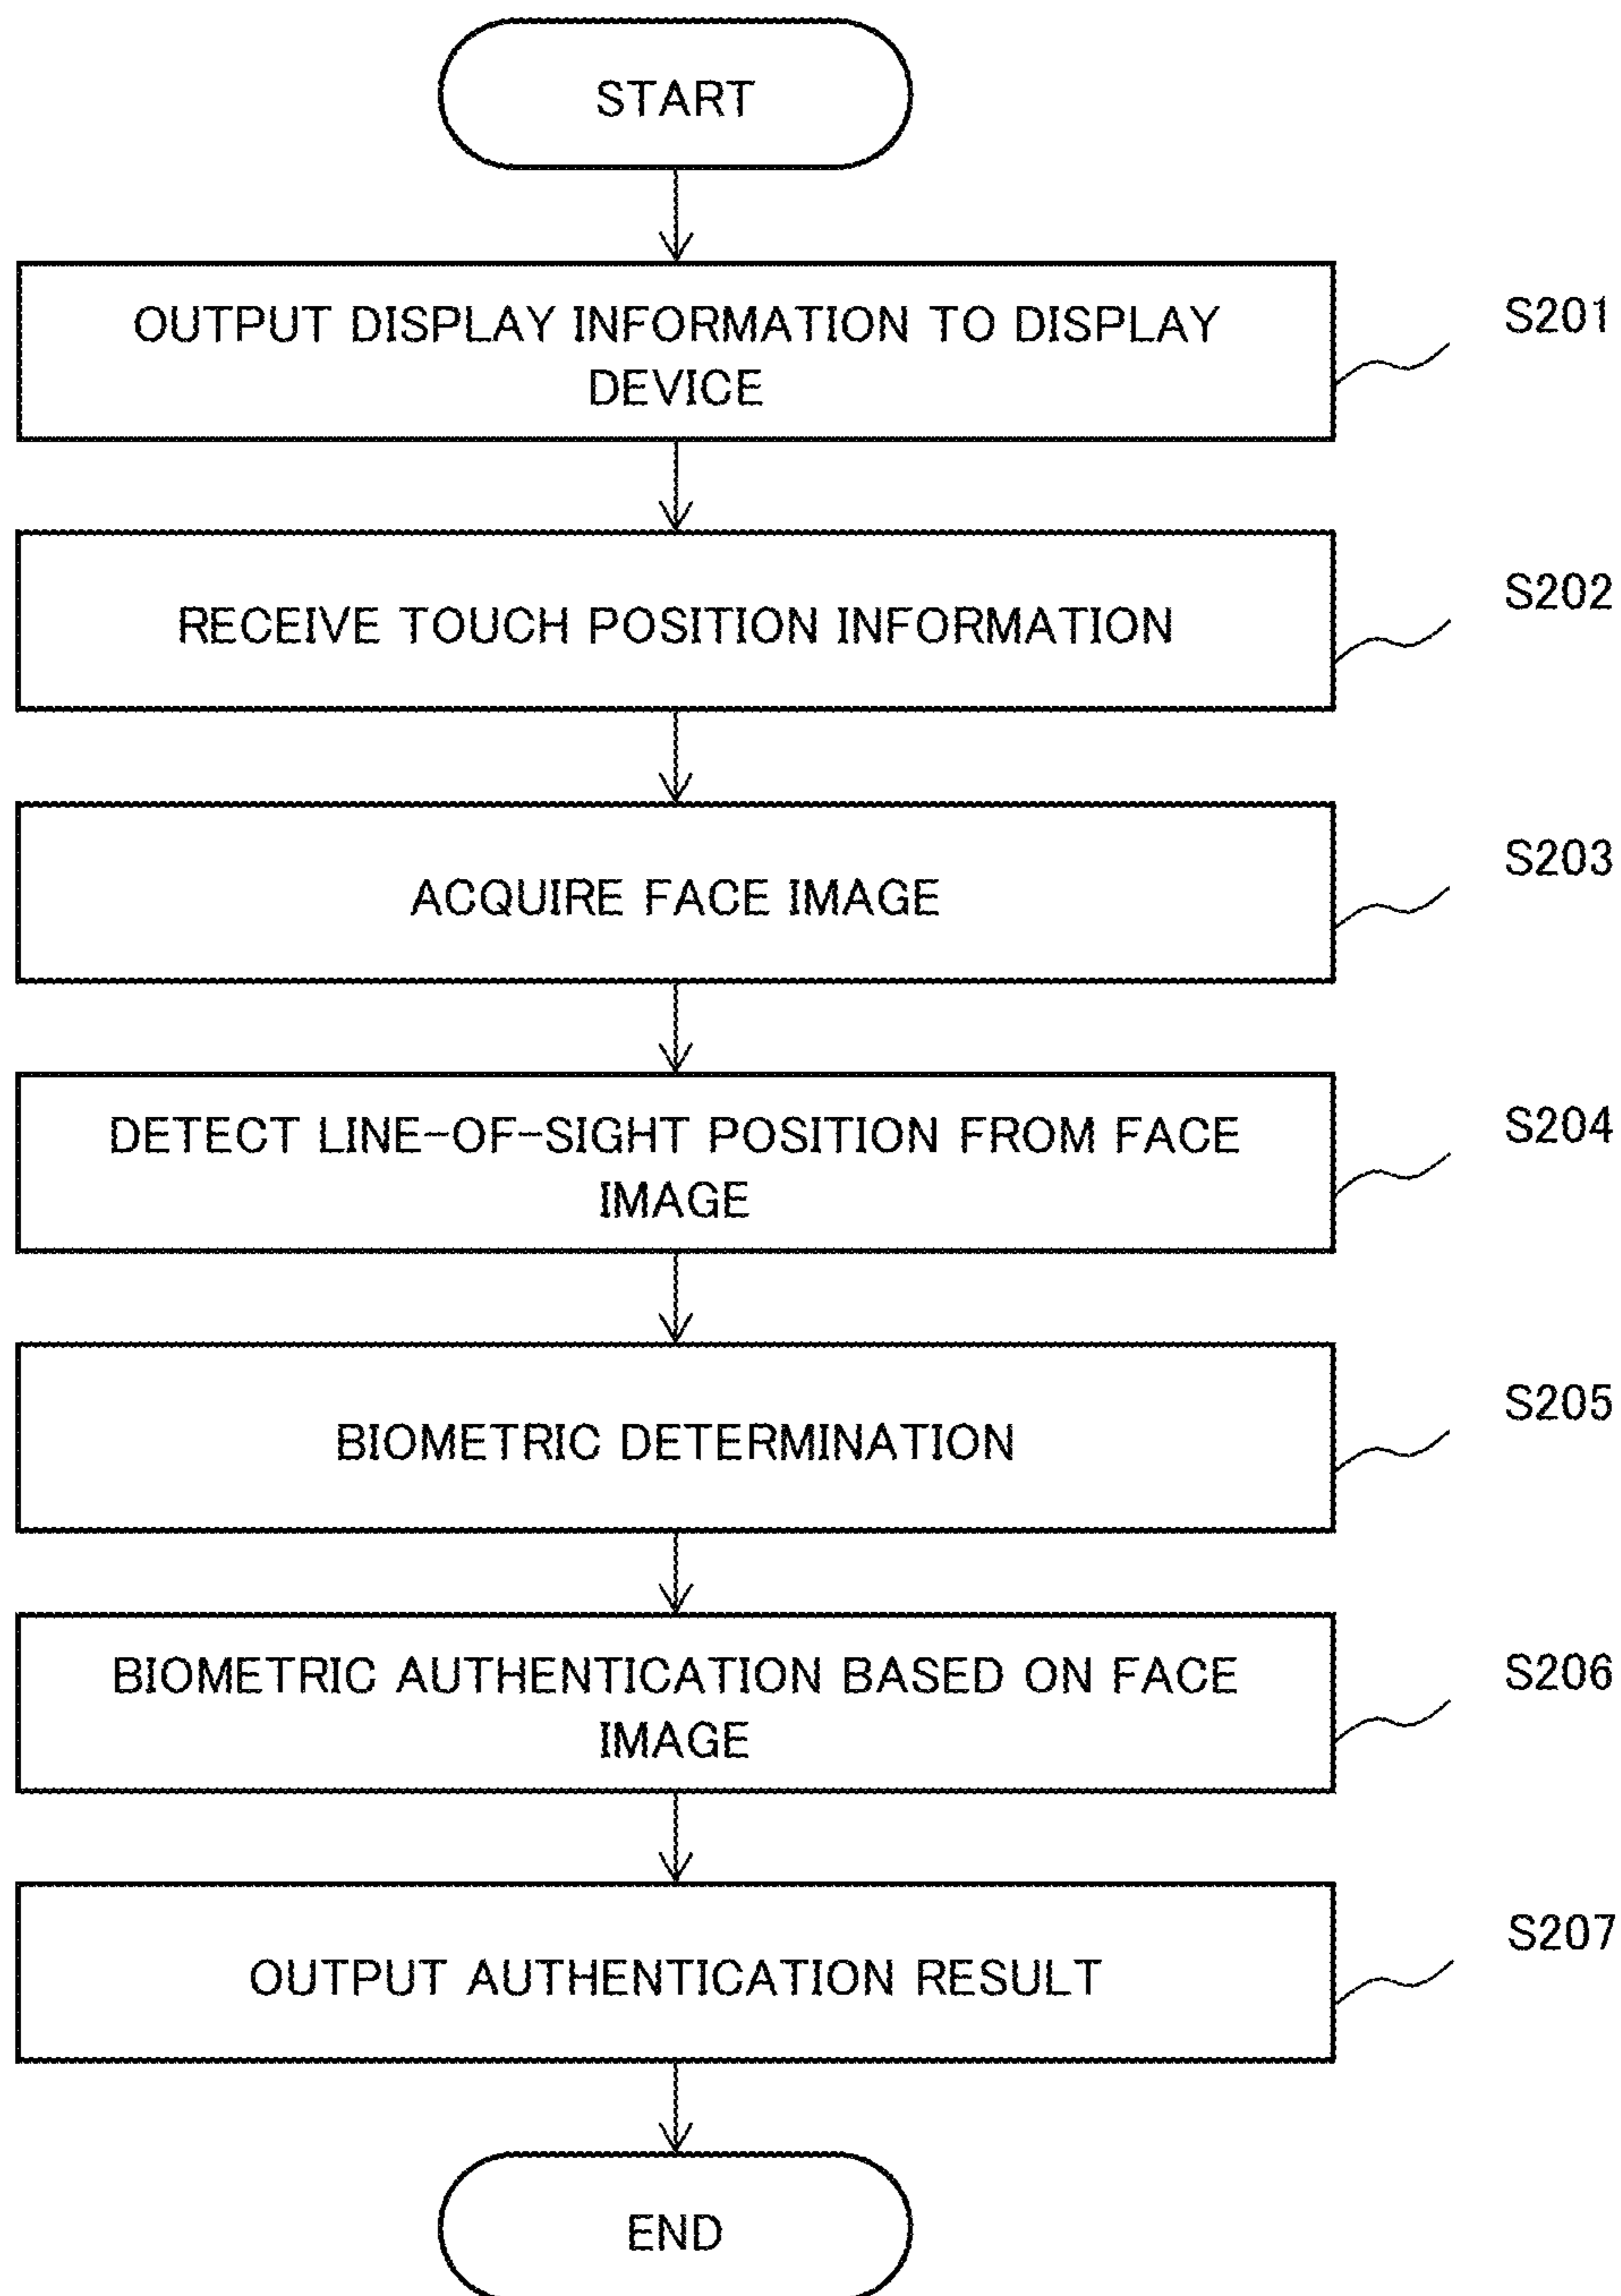 START
OUTPUT DISPLAY INFORMATION TO DISPLAY
DEVICE
S201
RECEIVE TOUCH POSITION INFORMATION
S202
ACQUIRE FACE IMAGE
S203
DETECT LINE-OF-SIGHT POSITION FROM FACE
IMAGE
S204
BIOMETRIC DETERMINATION
S205
BIOMETRIC AUTHENTICATION BASED ON FACE
IMAGE
S206
OUTPUT AUTHENTICATION RESULT
S207
END